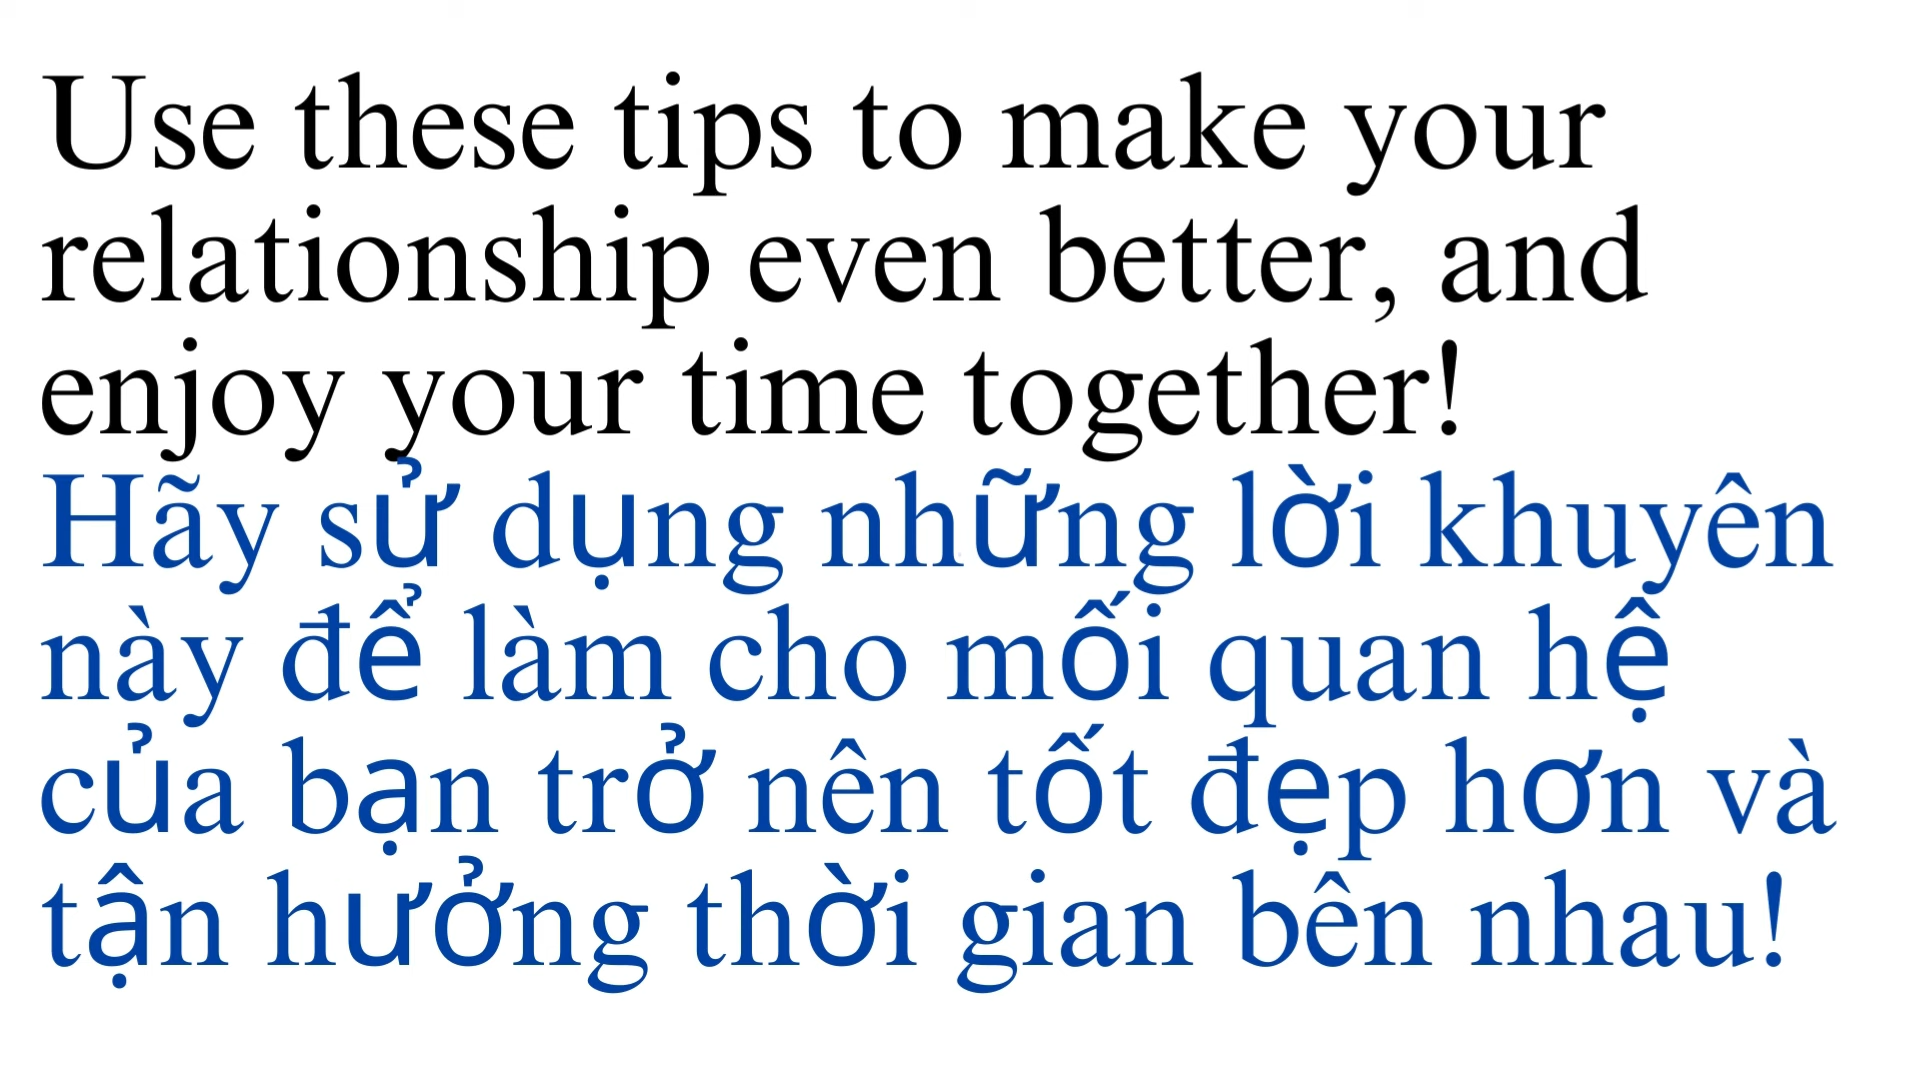 Use these tips to make your
relationship even better, and
enjoy your time together!
Hãy sử dụng những lời khuyên
này để làm cho mối quan hệ
của bạn trở nên tốt đẹp hơn và
tận hưởng thời gian bên nhau!